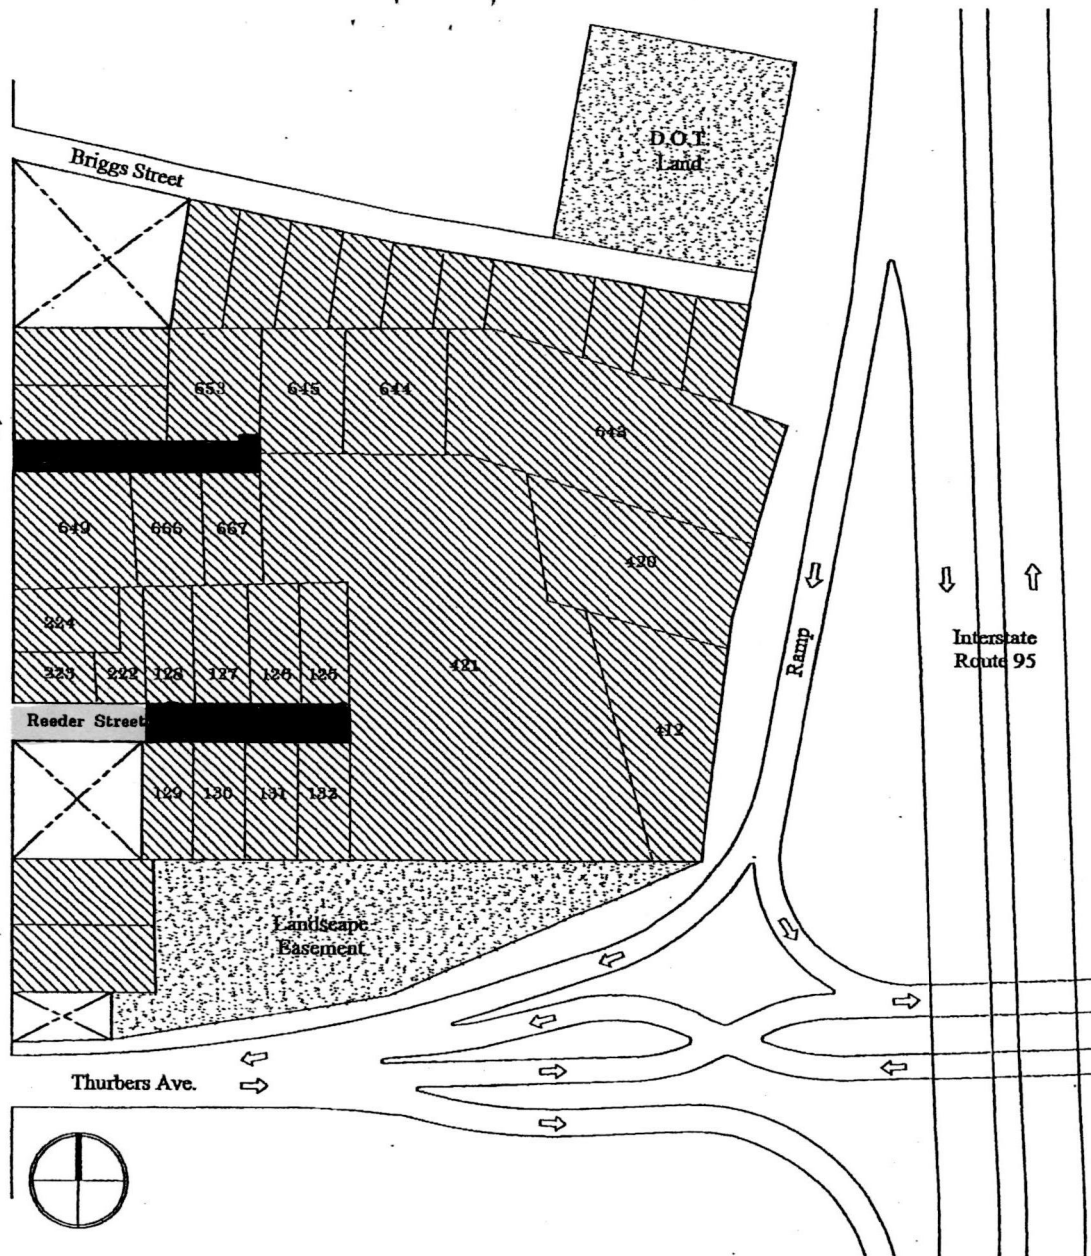 D.O.T.
Land
Briggs Street
653
645
644
643
649
666
667
420
224
223
222
128
127
126
125
421
Ramp
Interstate
Route 95
Reeder Street
412
129
130
131
132
Landscape
Easement
Thurbers Ave.